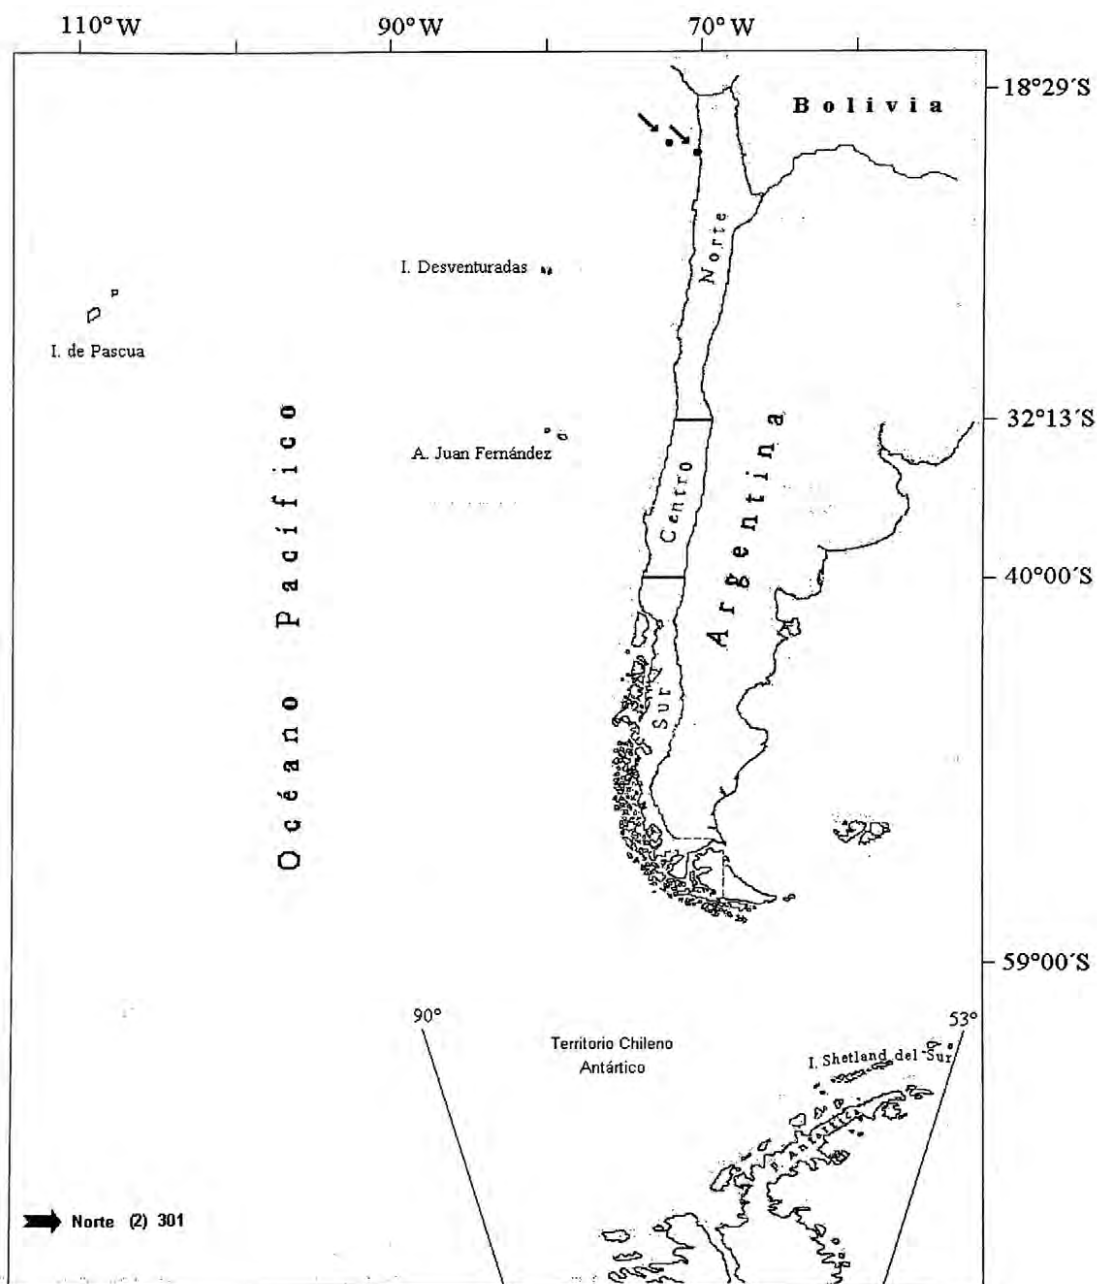 110°W 90°W 70°W
18°29´S
Bolivia
Norte
I. Desventuradas
I. de Pascua
32°13´S
A. Juan Fernández
Centro
Argentina
Océano Pacífico
40°00´S
Sur
59°00´S
90°
53°
Territorio Chileno
Antártico
I. Shetland del Sur
P. Antártica
Norte (2) 301